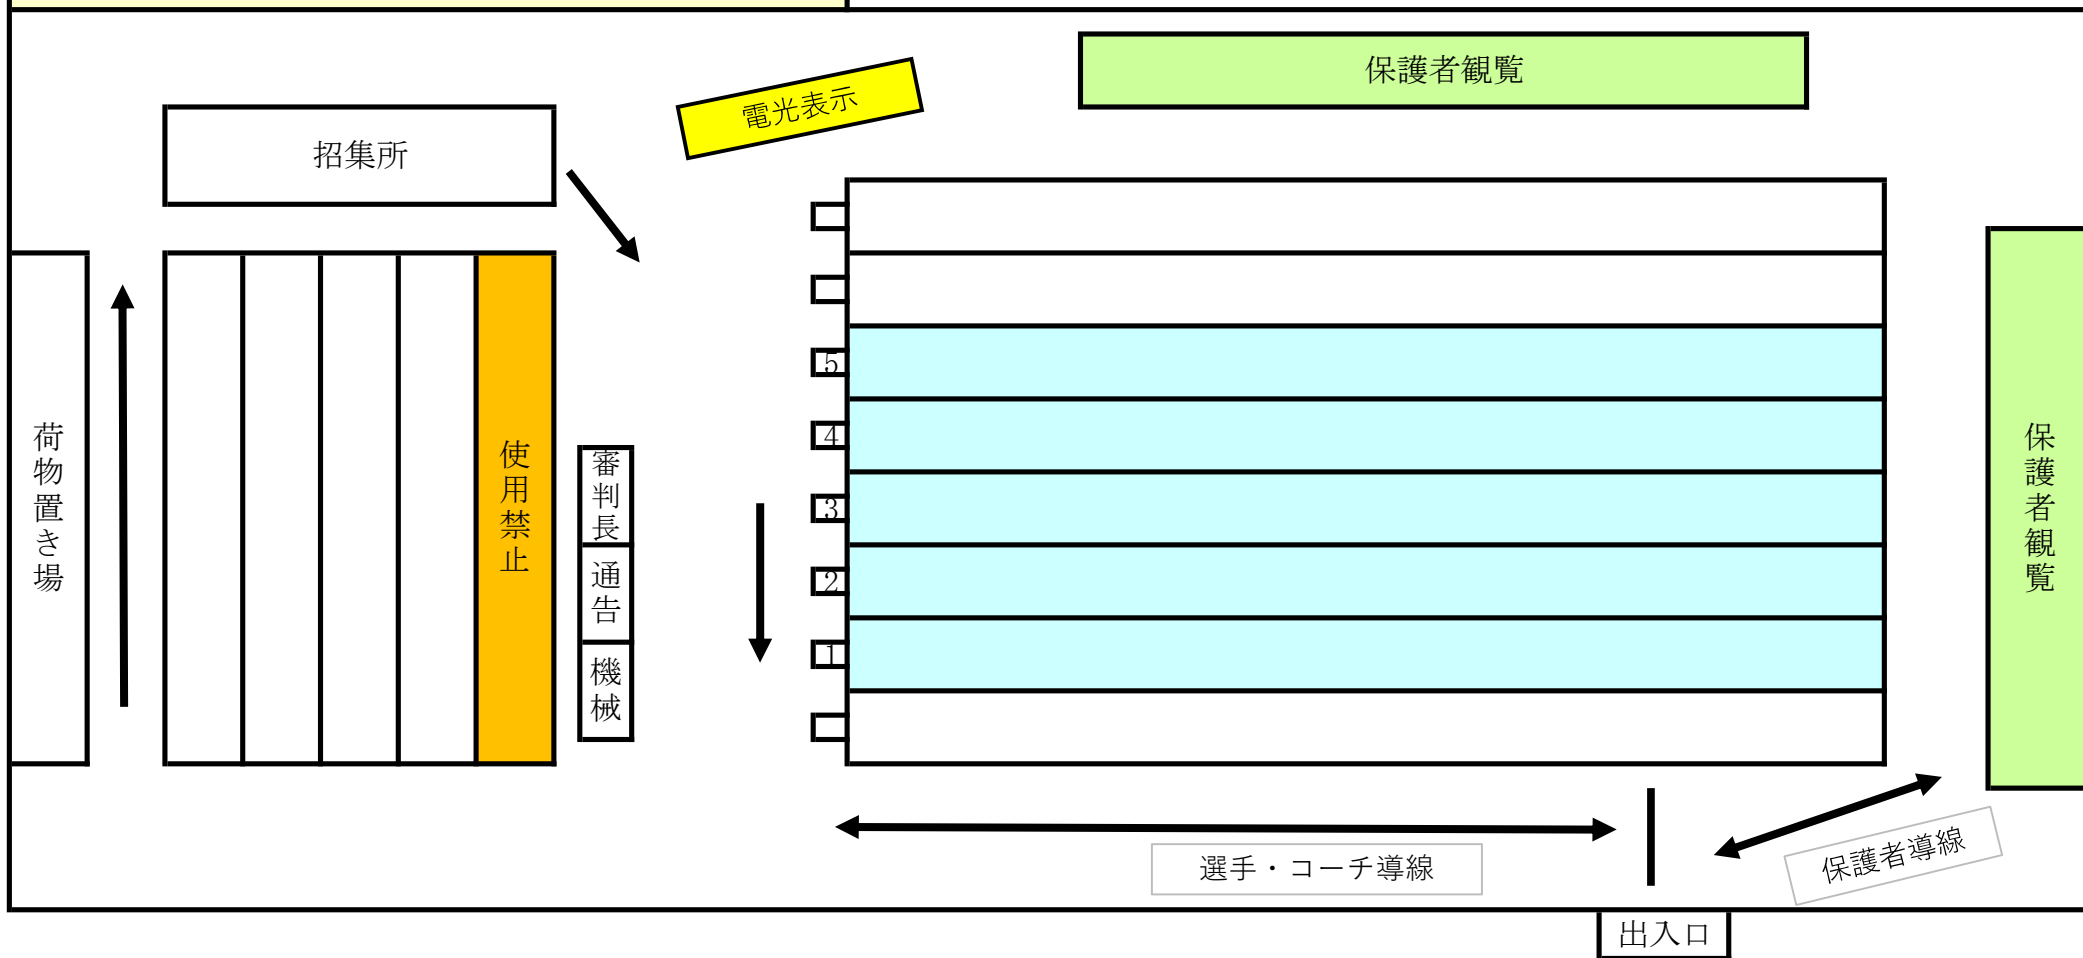 保護者観覧
電光表示
招集所
荷物置き場
使用禁止
審判長
通告
機械
5
4
3
2
1
保護者観覧
選手・コーチ導線
保護者導線
出入口